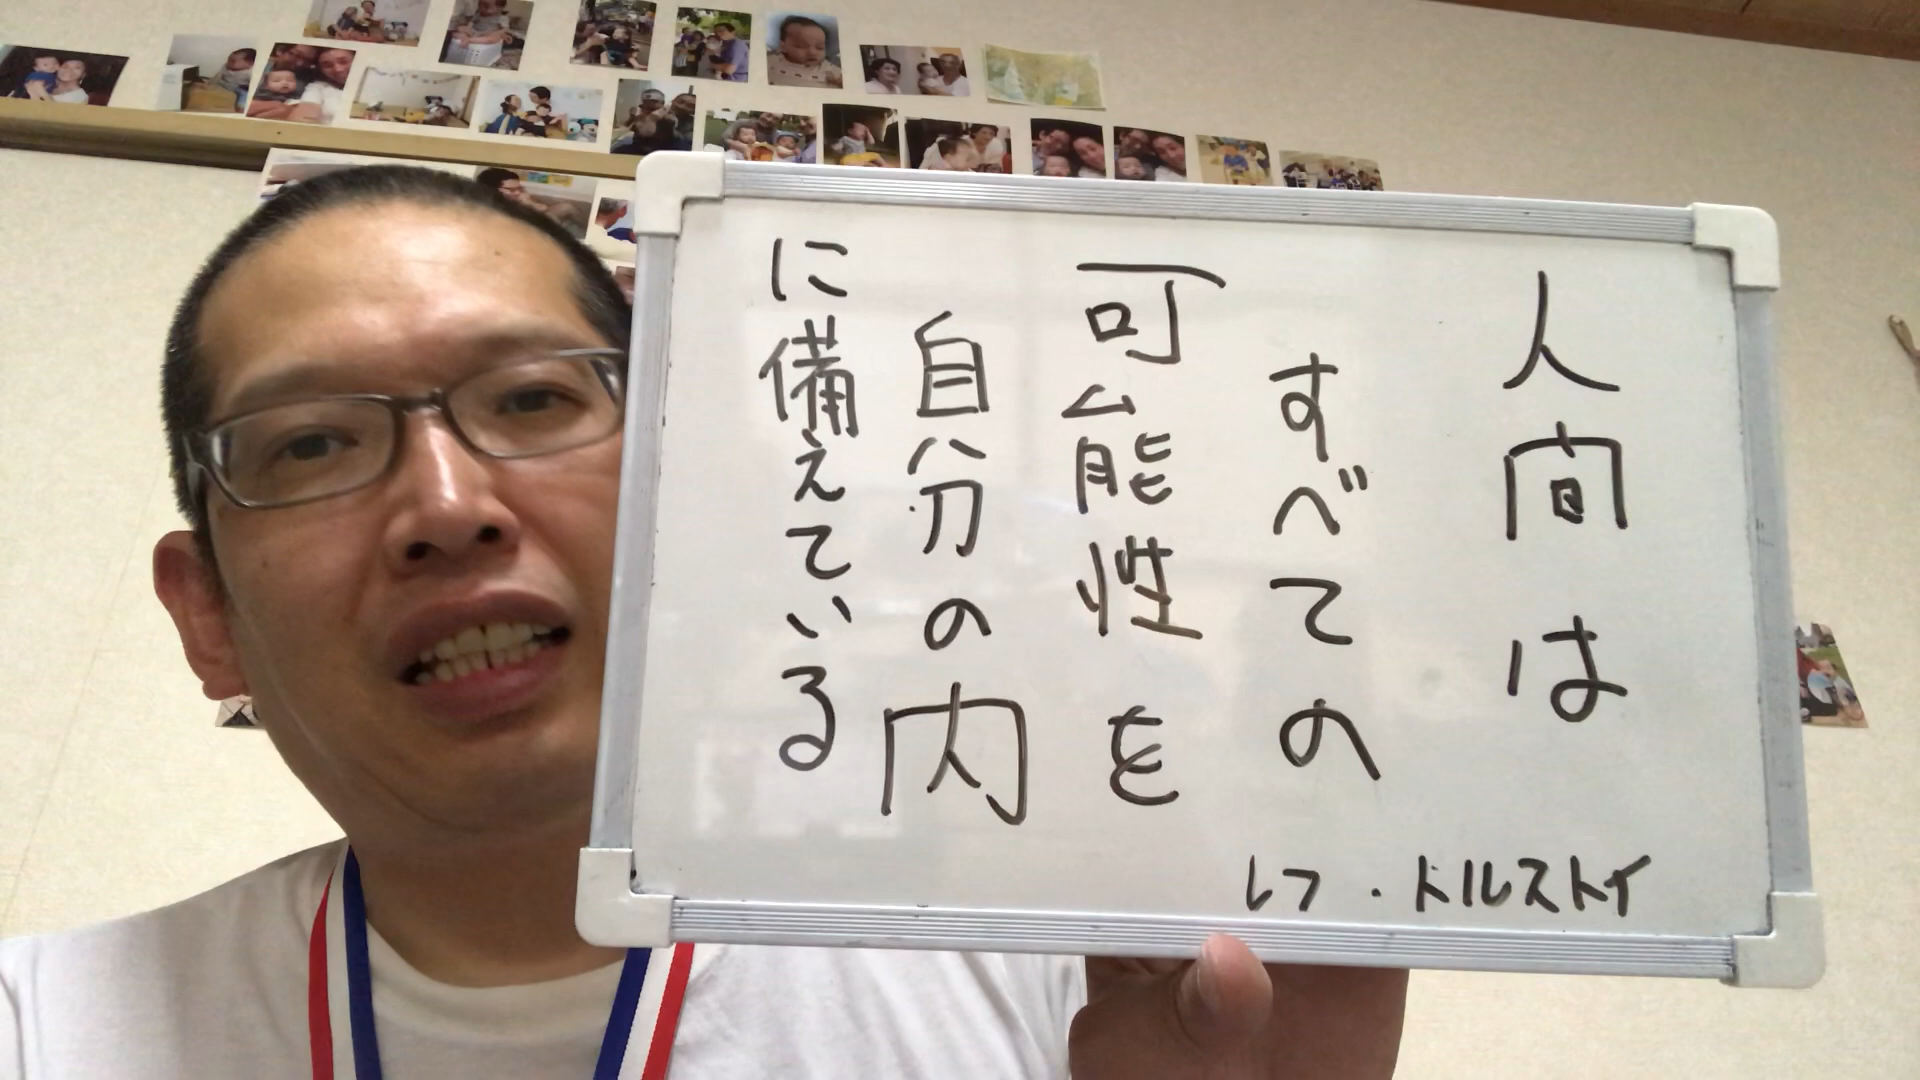 人間は
すべての
可能性を
自分の内
に備えている
レフ・トルストイ